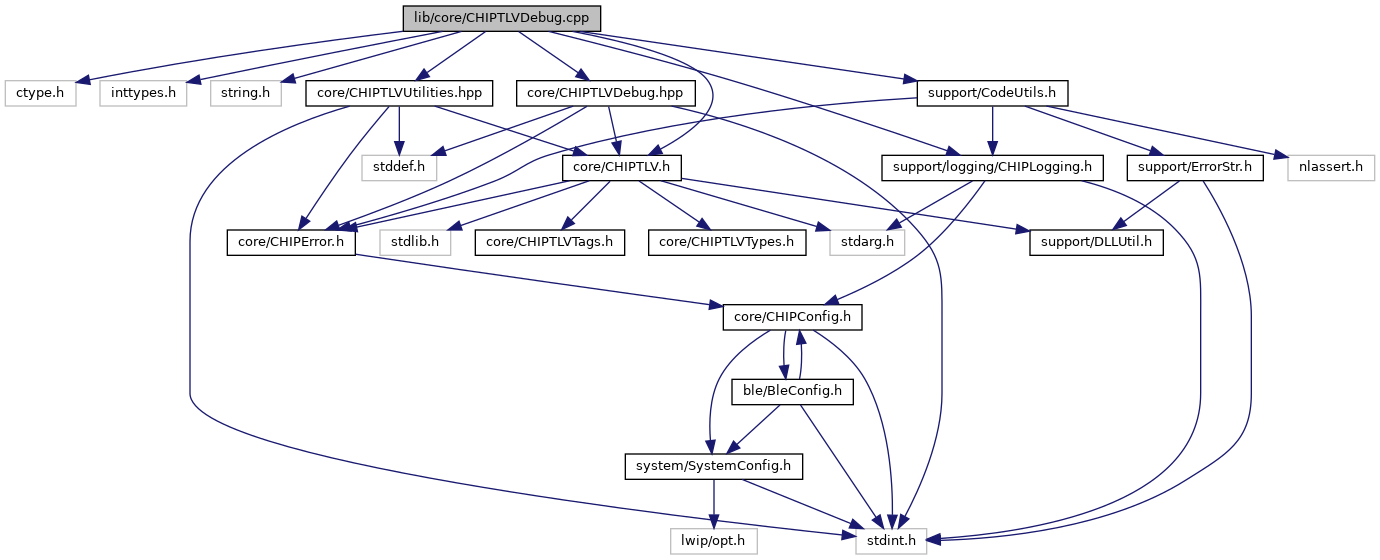 lib/core/CHIPTLVDebug.cpp
ctype.h
inttypes.h
string.h
core/CHIPTLVUtilities.hpp
core/CHIPTLVDebug.hpp
support/CodeUtils.h
stddef.h
core/CHIPTLV.h
support/logging/CHIPLogging.h
support/ErrorStr.h
nlassert.h
core/CHIPError.h
stdlib.h
core/CHIPTLVTags.h
core/CHIPTLVTypes.h
stdarg.h
support/DLLUtil.h
core/CHIPConfig.h
ble/BleConfig.h
system/SystemConfig.h
lwip/opt.h
stdint.h